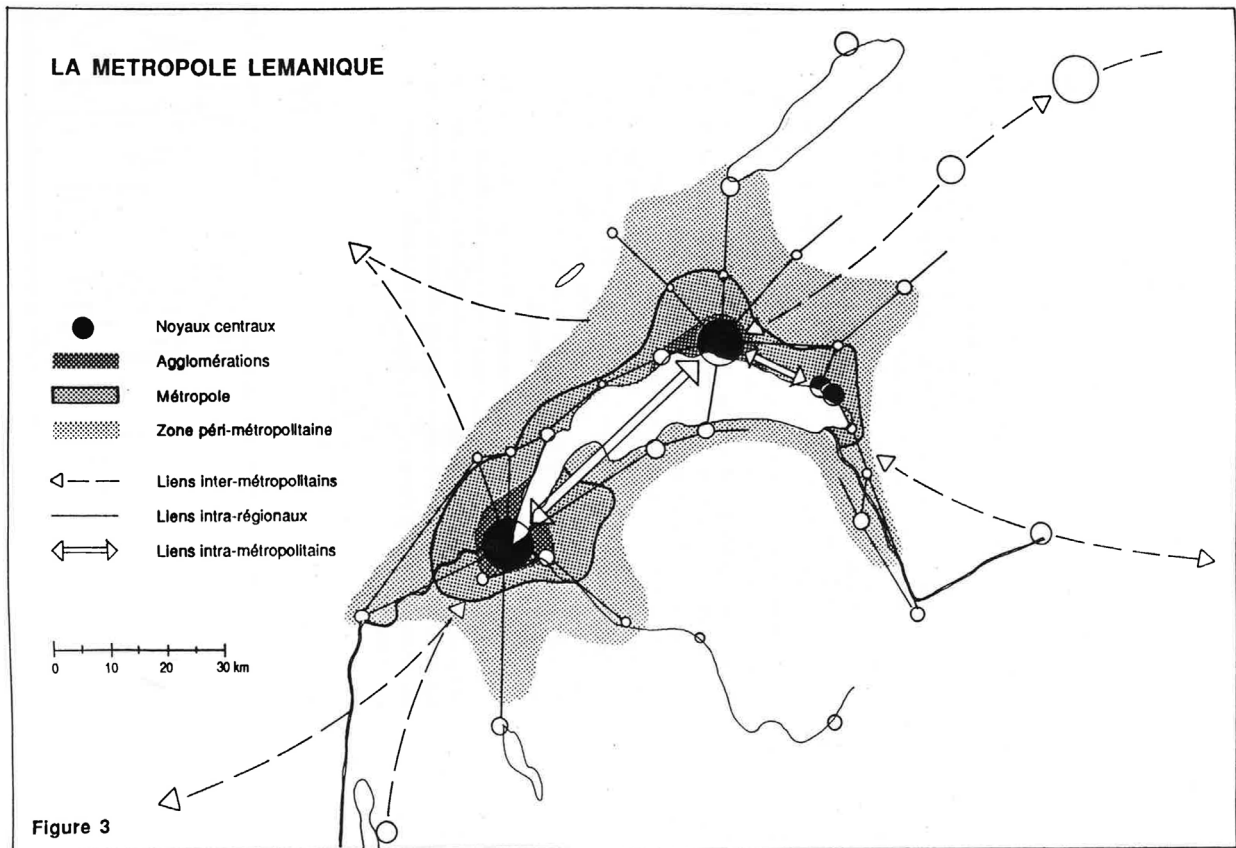 LA METROPOLE LEMANIQUE
Noyaux centraux
Agglomérations
Métropole
Zone péri-métropolitaine
Liens inter-métropolitains
Liens intra-régionaux
Liens intra-métropolitains
0 10 20 30 km
Figure 3